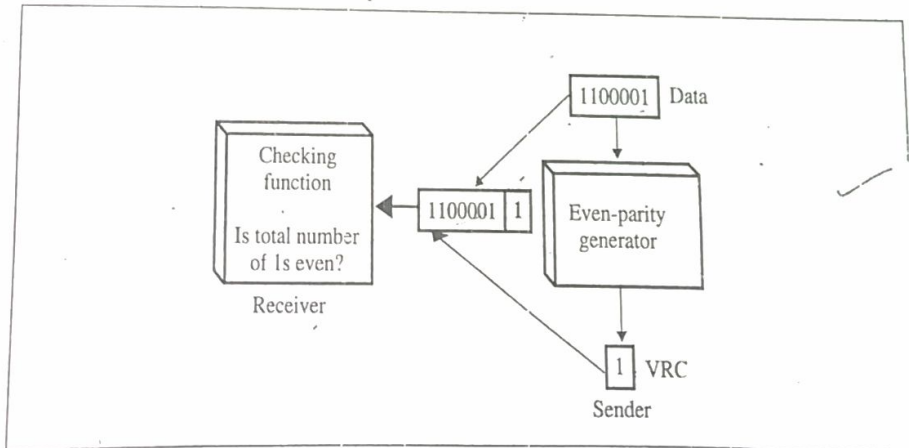 1100001 Data
Checking
function
Is total number
of 1s even?
Receiver
1100001 1
Even-parity
generator
1 VRC
Sender